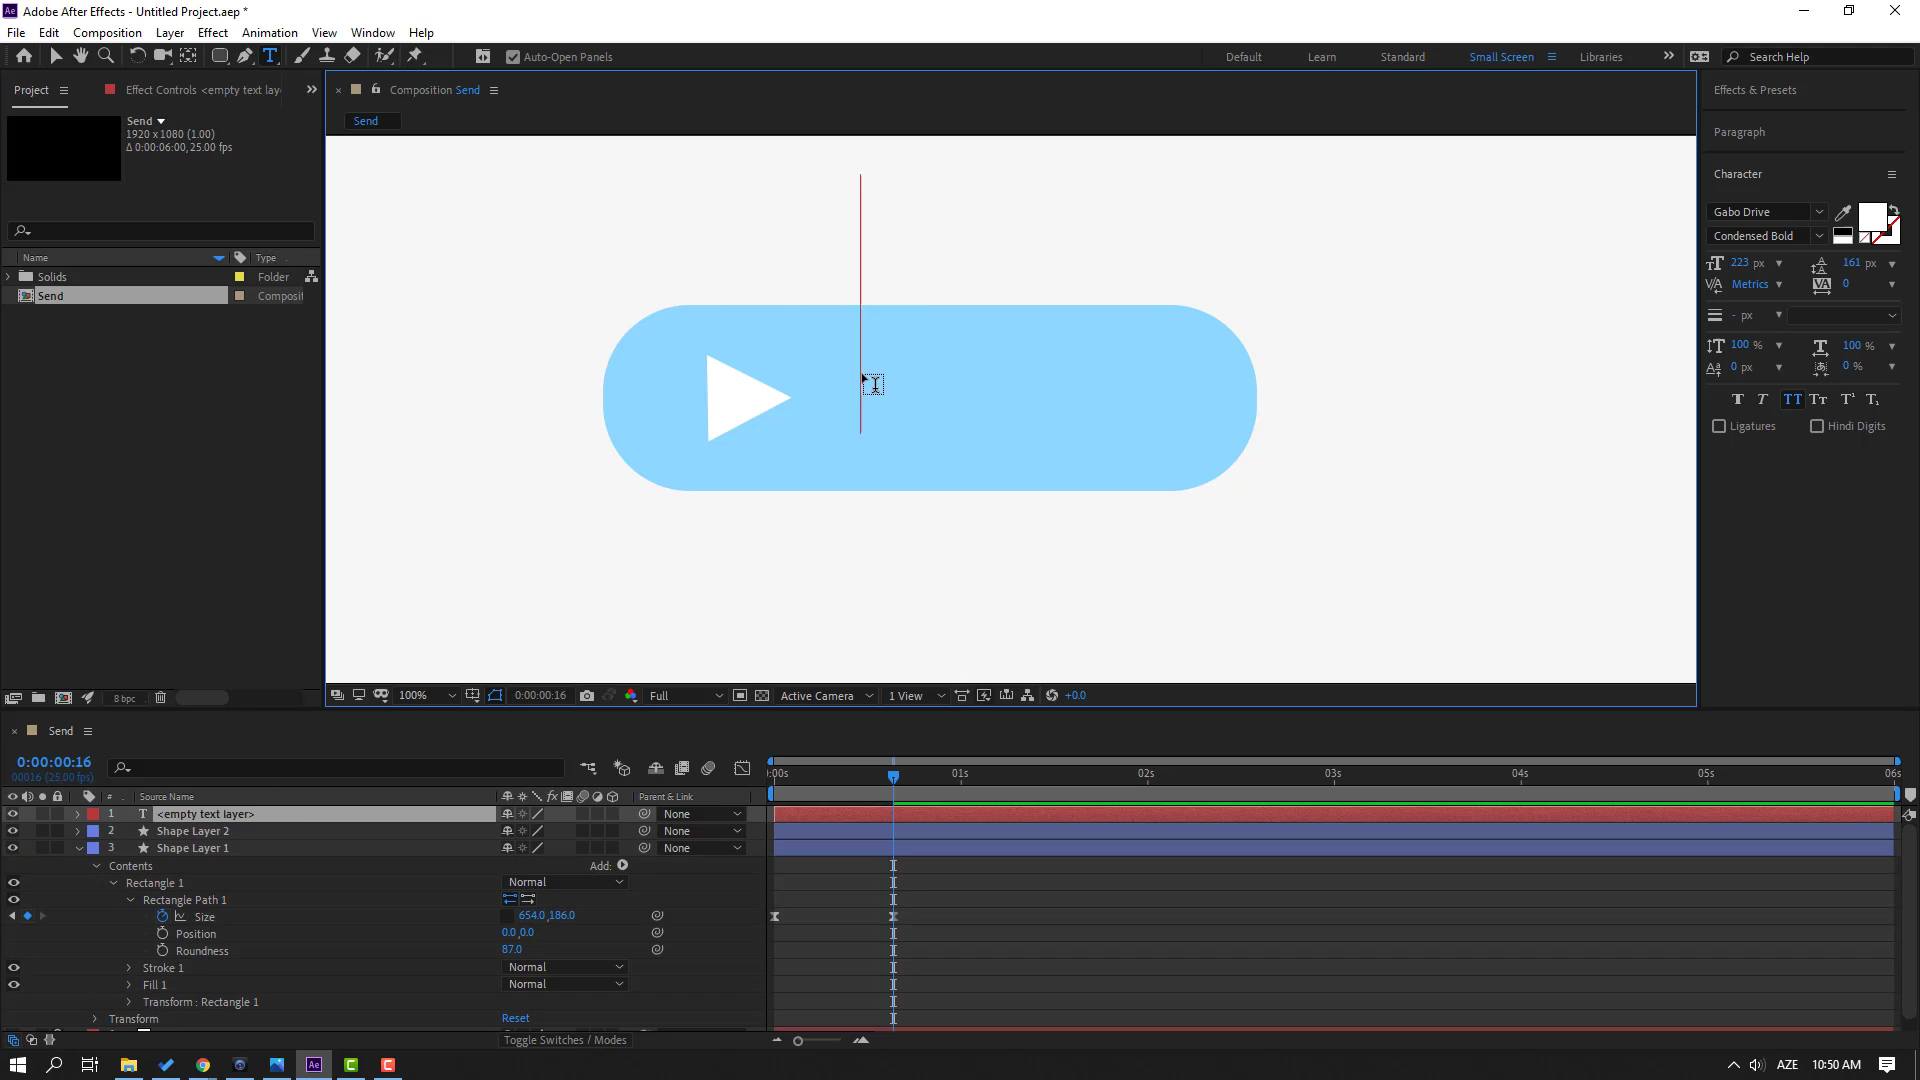 Ae Adobe After Effects - Untitled Project.aep *
File Edit Composition Layer Effect Animation View Window Help
Auto-Open Panels Default Learn Standard Small Screen Libraries Search Help
Project Effect Controls <empty text lay
Composition Send
Effects & Presets
Send
1920 x 1080 (1.00)
Δ 0:00:06:00, 25.00 fps
Send
Paragraph
Character
Gabo Drive
Condensed Bold
223 px 161 px
Metrics 0
- px
100 % 100 %
0 px 0 %
Ligatures Hindi Digits
Name Type
Solids Folder
Send Composit
8 bpc
100% 0:00:00:16 Full Active Camera 1 View +0.0
Send
0:00:00:16
00016 (25.00 fps)
:00s 01s 02s 03s 04s 05s 06s
# Source Name Parent & Link
1 T <empty text layer> None
2 Shape Layer 2 None
3 Shape Layer 1 None
Contents Add:
Rectangle 1 Normal
Rectangle Path 1
Size 654.0,186.0
Position 0.0,0.0
Roundness 87.0
Stroke 1 Normal
Fill 1 Normal
Transform : Rectangle 1
Transform Reset
Toggle Switches / Modes
Ae AZE 10:50 AM